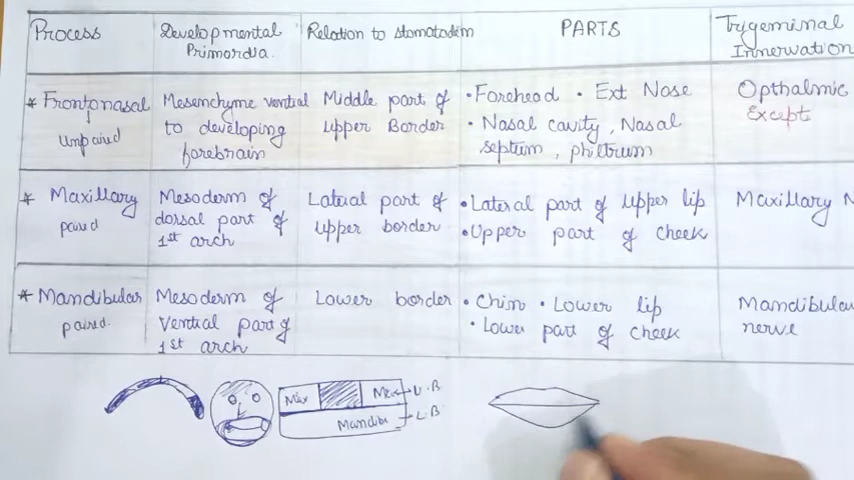 Process
Developmental
Primordia.
Relation to stomatodem
PARTS
Trigeminal
Innervation
* Frontonasal
unpaired
Mesenchyme ventral
to developing
forebrain
Middle part of
upper Border
• Forehead • Ext Nose
• Nasal cavity, Nasal
septum, philtrum
Opthalmic
Except
* Maxillary
paired
Mesoderm of
dorsal part of
1st arch
Lateral part of
upper border
• Lateral part of upper lip
• Upper part of cheek
Maxillary N
* Mandibular
paired.
Mesoderm of
Ventral part of
1st arch
Lower border
• Chin • Lower lip
• Lower part of cheek
Mandibula
nerve
Max
Max
U.B
Mandibu
L.B